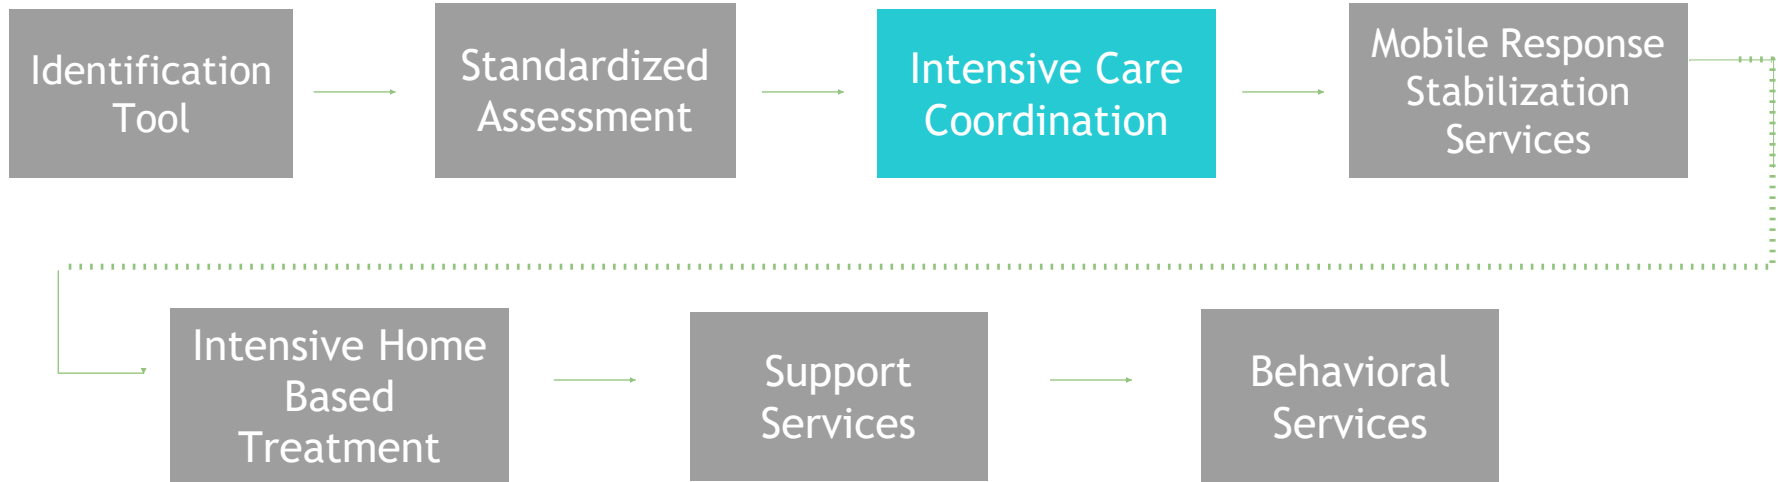 Identification
Tool
Standardized
Assessment
Intensive Care
Coordination
Mobile Response
Stabilization
Services
Intensive Home
Based
Treatment
Support
Services
Behavioral
Services